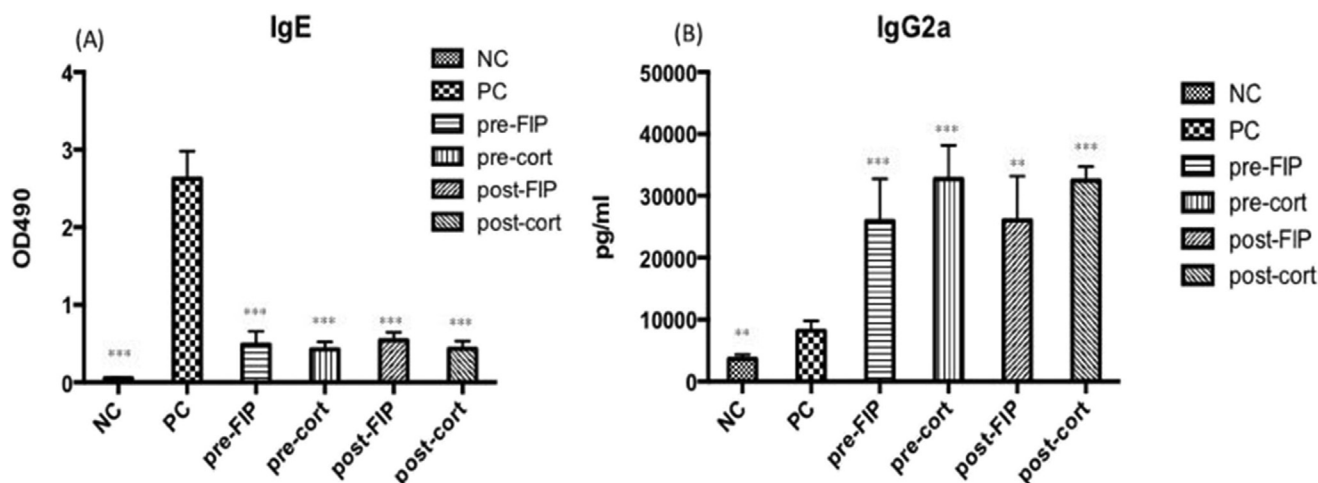 (A)
IgE
4
3
2
1
0
OD490
***
***
***
***
***
NC
PC
pre-FIP
pre-cort
post-FIP
post-cort
NC
PC
pre-FIP
pre-cort
post-FIP
post-cort
(B)
IgG2a
50000
40000
30000
20000
10000
0
pg/ml
**
***
***
**
***
NC
PC
pre-FIP
pre-cort
post-FIP
post-cort
NC
PC
pre-FIP
pre-cort
post-FIP
post-cort